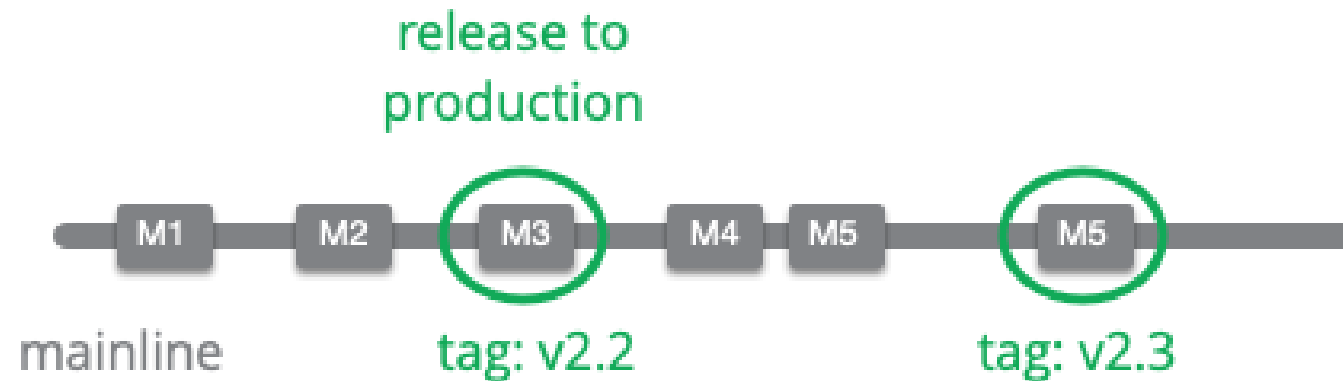 release to
production
M1 M2 M3 M4 M5 M5
mainline tag: v2.2 tag: v2.3